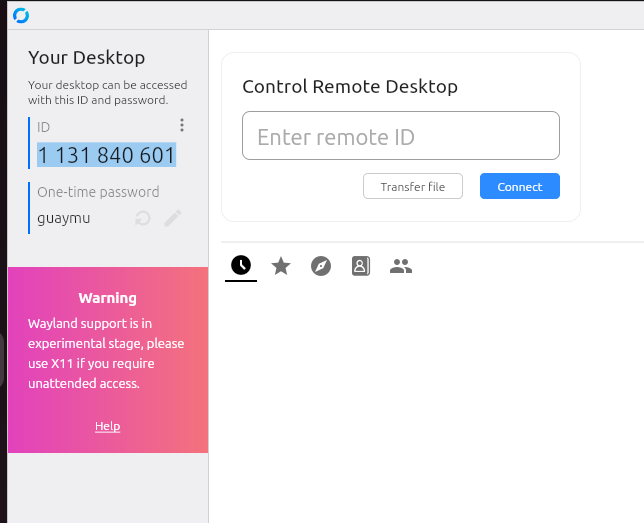 Your Desktop
Your desktop can be accessed
with this ID and password.
ID
1 131 840 601
One-time password
guaymu
Warning
Wayland support is in
experimental stage, please
use X11 if you require
unattended access.
Help
Control Remote Desktop
Enter remote ID
Transfer file
Connect